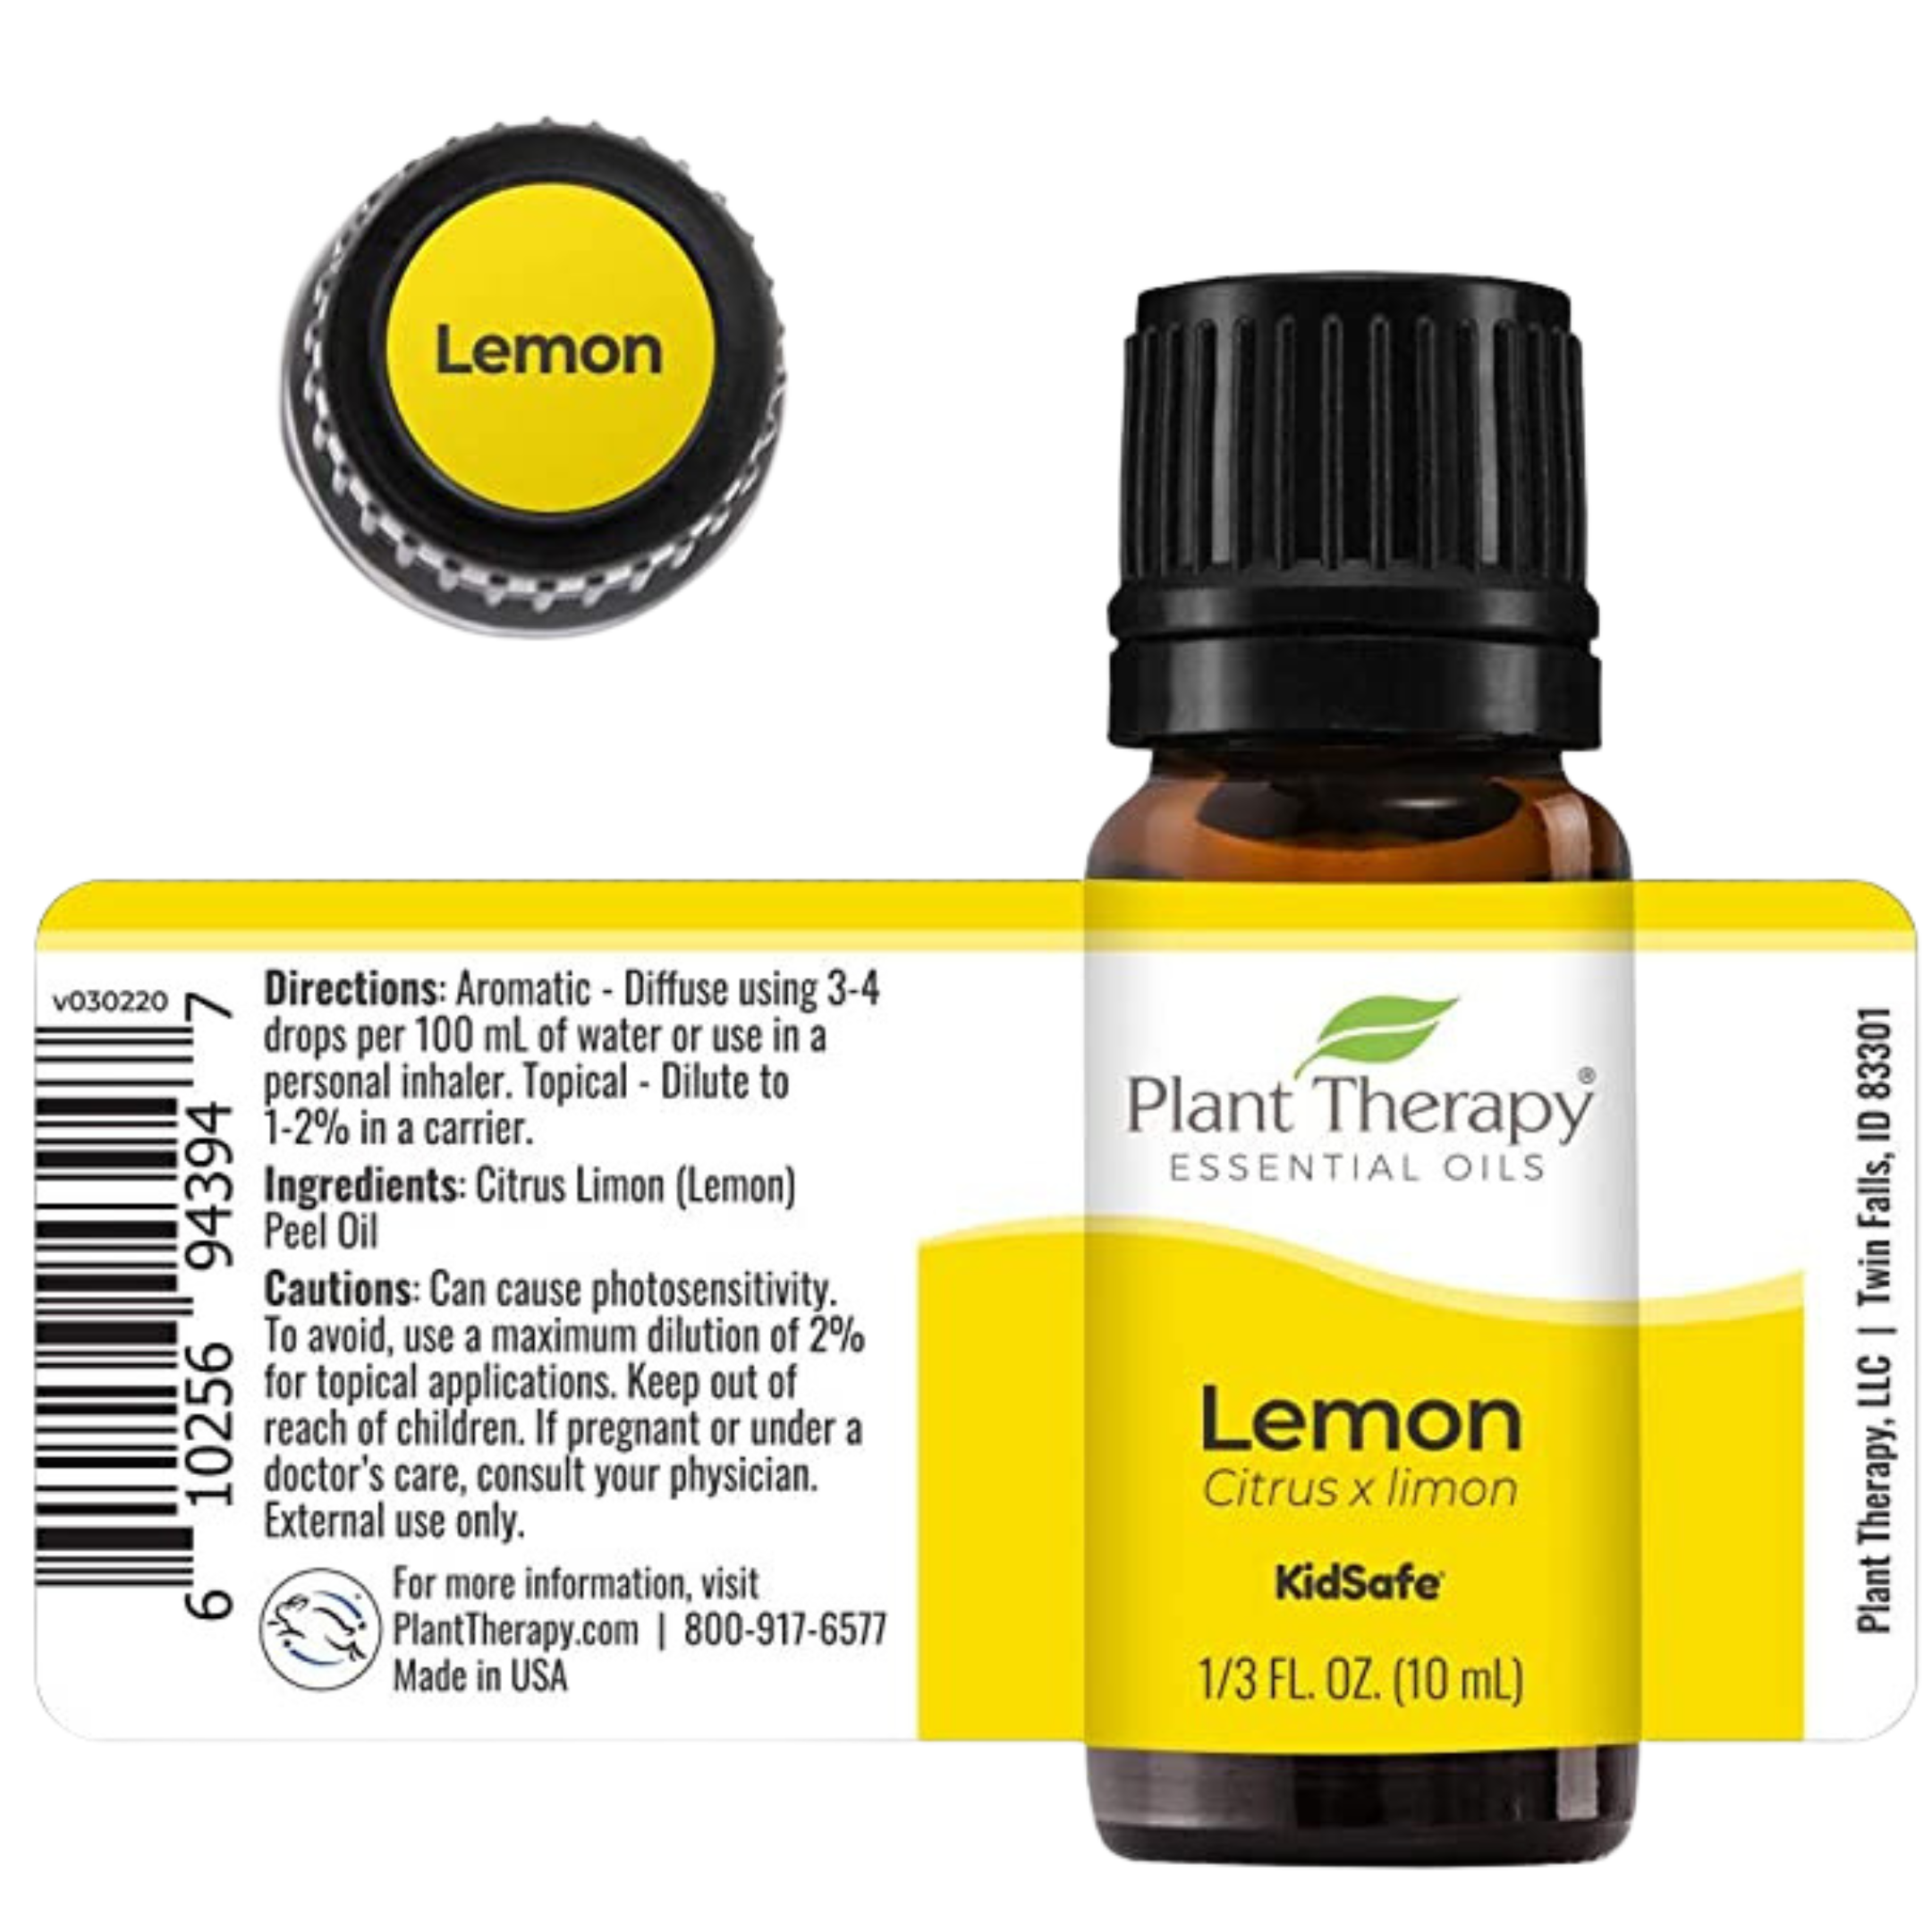 Lemon
v030220
6 10256 94397 7
Directions: Aromatic - Diffuse using 3-4
drops per 100 mL of water or use in a
personal inhaler. Topical - Dilute to
1-2% in a carrier.
Ingredients: Citrus Limon (Lemon)
Peel Oil
Cautions: Can cause photosensitivity.
To avoid, use a maximum dilution of 2%
for topical applications. Keep out of
reach of children. If pregnant or under a
doctor's care, consult your physician.
External use only.
For more information, visit
PlantTherapy.com | 800-917-6577
Made in USA
Plant Therapy®
ESSENTIAL OILS
Lemon
Citrus x limon
KidSafe
1/3 FL. OZ. (10 mL)
Plant Therapy, LLC | Twin Falls, ID 83301